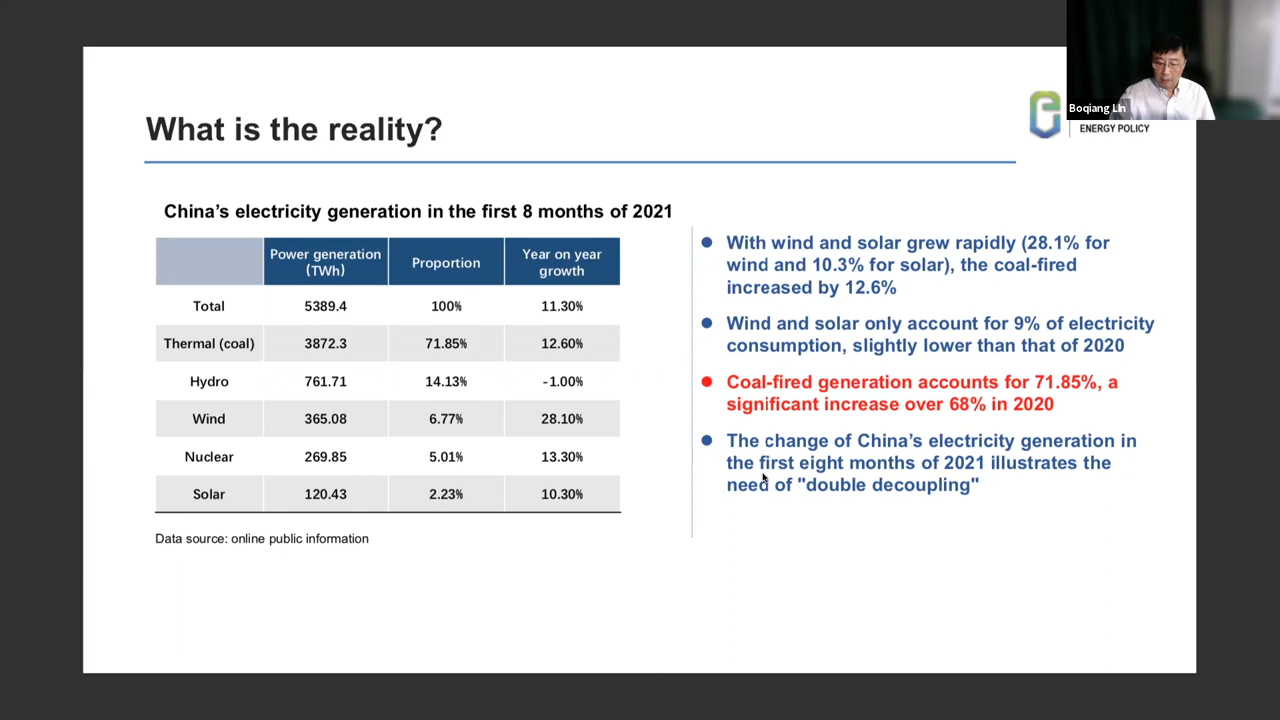 Boqiang Lin
ENERGY POLICY
What is the reality?
China's electricity generation in the first 8 months of 2021
Power generation (TWh) Proportion Year on year growth
Total 5389.4 100% 11.30%
Thermal (coal) 3872.3 71.85% 12.60%
Hydro 761.71 14.13% -1.00%
Wind 365.08 6.77% 28.10%
Nuclear 269.85 5.01% 13.30%
Solar 120.43 2.23% 10.30%
Data source: online public information
With wind and solar grew rapidly (28.1% for
wind and 10.3% for solar), the coal-fired
increased by 12.6%
Wind and solar only account for 9% of electricity
consumption, slightly lower than that of 2020
Coal-fired generation accounts for 71.85%, a
significant increase over 68% in 2020
The change of China's electricity generation in
the first eight months of 2021 illustrates the
need of "double decoupling"